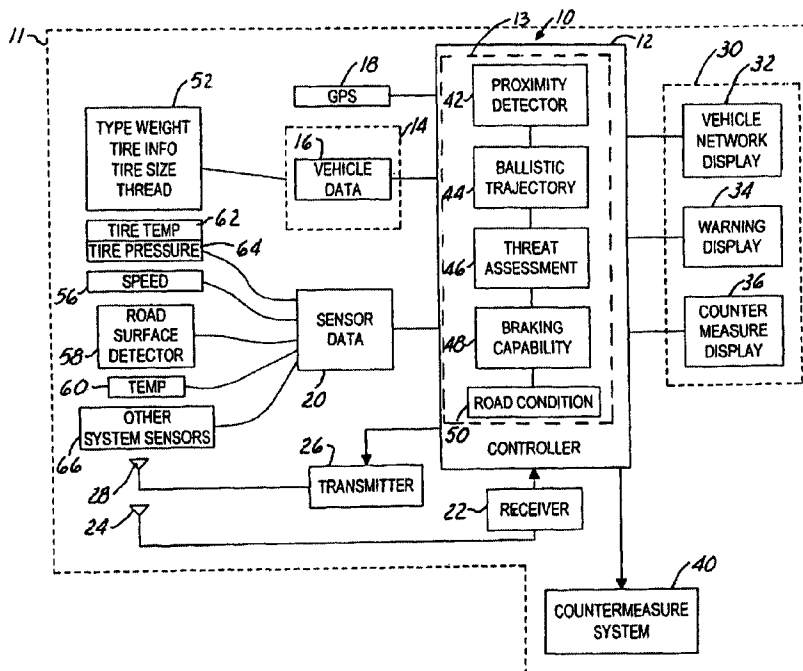 11
13
10
12
18
GPS
52
TYPE WEIGHT
TIRE INFO
TIRE SIZE
THREAD
14
16
VEHICLE
DATA
42
PROXIMITY
DETECTOR
30
32
VEHICLE
NETWORK
DISPLAY
44
BALLISTIC
TRAJECTORY
34
WARNING
DISPLAY
62
TIRE TEMP
64
TIRE PRESSURE
46
THREAT
ASSESSMENT
56
SPEED
36
COUNTER
MEASURE
DISPLAY
58
ROAD
SURFACE
DETECTOR
SENSOR
DATA
20
48
BRAKING
CAPABILITY
60
TEMP
50
ROAD CONDITION
66
OTHER
SYSTEM SENSORS
CONTROLLER
26
TRANSMITTER
28
24
22
RECEIVER
40
COUNTERMEASURE
SYSTEM